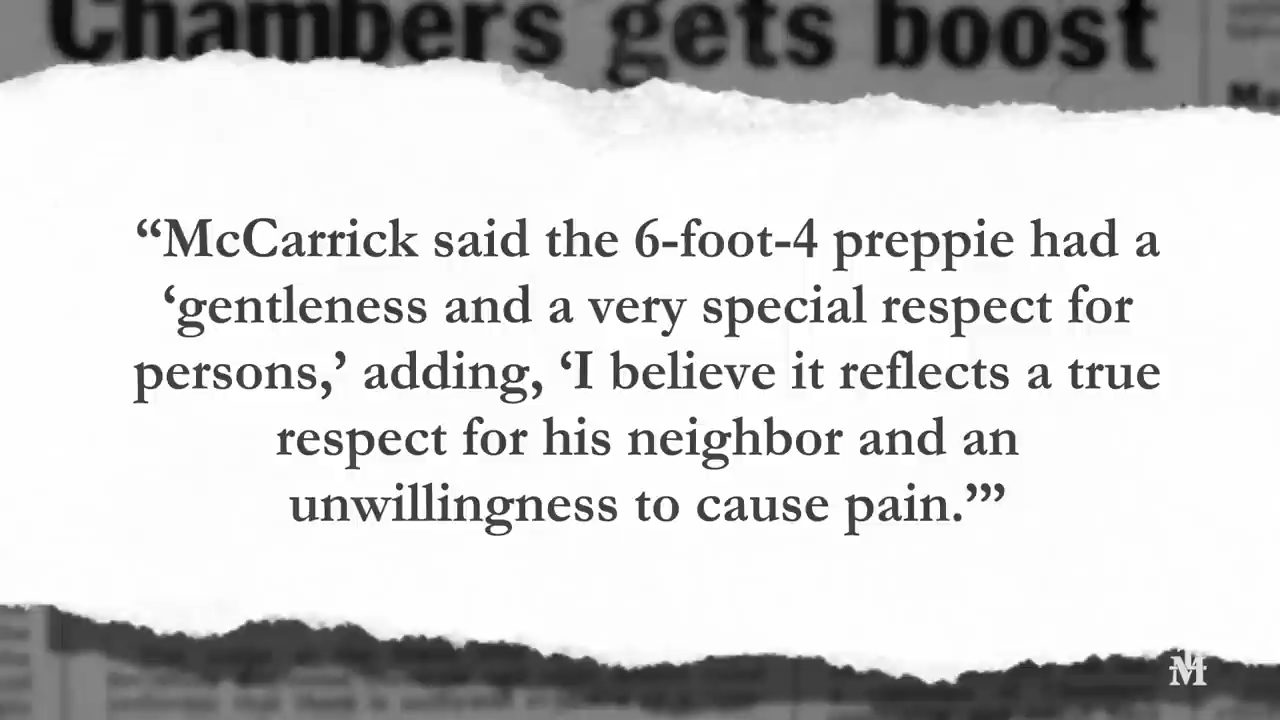 Chambers gets boost
“McCarrick said the 6-foot-4 preppie had a
‘gentleness and a very special respect for
persons,’ adding, ‘I believe it reflects a true
respect for his neighbor and an
unwillingness to cause pain.’”
M